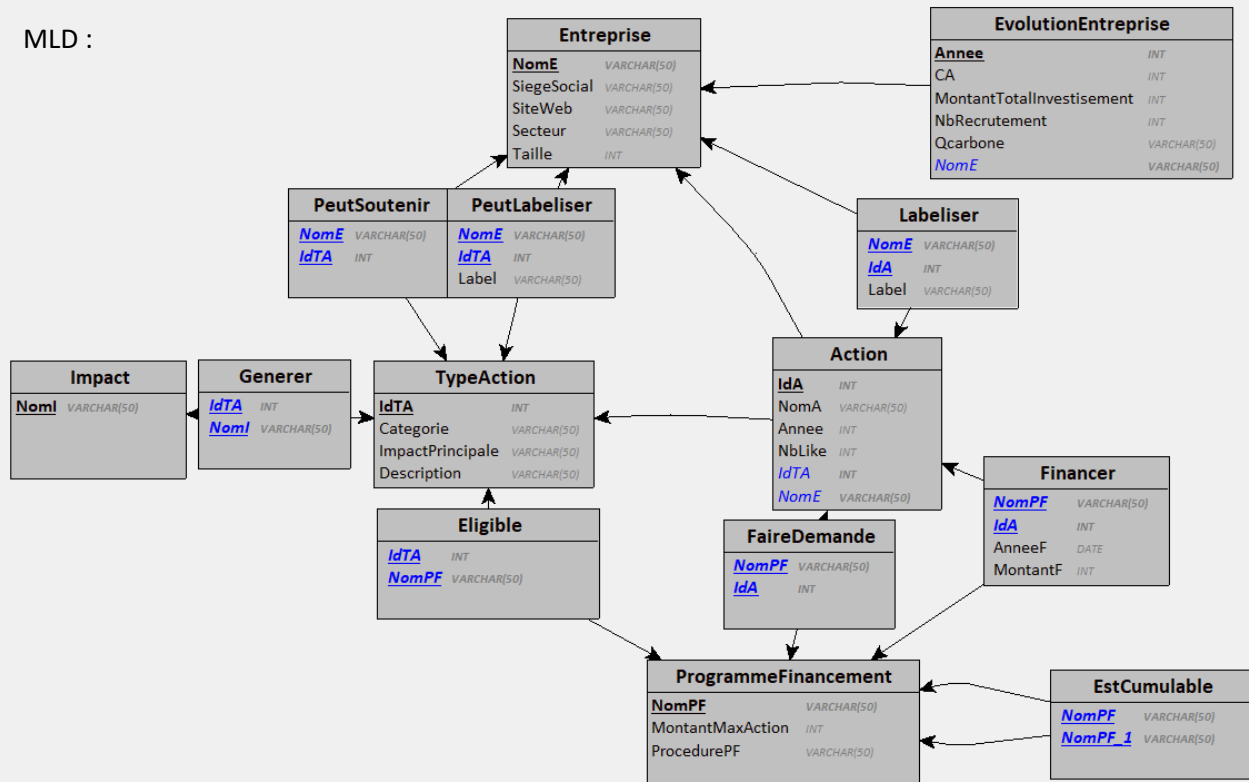 MLD :
Entreprise
NomE VARCHAR(50)
SiegeSocial VARCHAR(50)
SiteWeb VARCHAR(50)
Secteur VARCHAR(50)
Taille INT
EvolutionEntreprise
Annee INT
CA INT
MontantTotalInvestisement INT
NbRecrutement INT
Qcarbone VARCHAR(50)
NomE VARCHAR(50)
PeutSoutenir
NomE VARCHAR(50)
IdTA INT
PeutLabeliser
NomE VARCHAR(50)
IdTA INT
Label VARCHAR(50)
Labeliser
NomE VARCHAR(50)
IdA INT
Label VARCHAR(50)
Impact
NomI VARCHAR(50)
Generer
IdTA INT
NomI VARCHAR(50)
TypeAction
IdTA INT
Categorie VARCHAR(50)
ImpactPrincipale VARCHAR(50)
Description VARCHAR(50)
Action
IdA INT
NomA VARCHAR(50)
Annee INT
NbLike INT
IdTA INT
NomE VARCHAR(50)
Financer
NomPF VARCHAR(50)
IdA INT
AnneeF DATE
MontantF INT
Eligible
IdTA INT
NomPF VARCHAR(50)
FaireDemande
NomPF VARCHAR(50)
IdA INT
ProgrammeFinancement
NomPF VARCHAR(50)
MontantMaxAction INT
ProcedurePF VARCHAR(50)
EstCumulable
NomPF VARCHAR(50)
NomPF_1 VARCHAR(50)